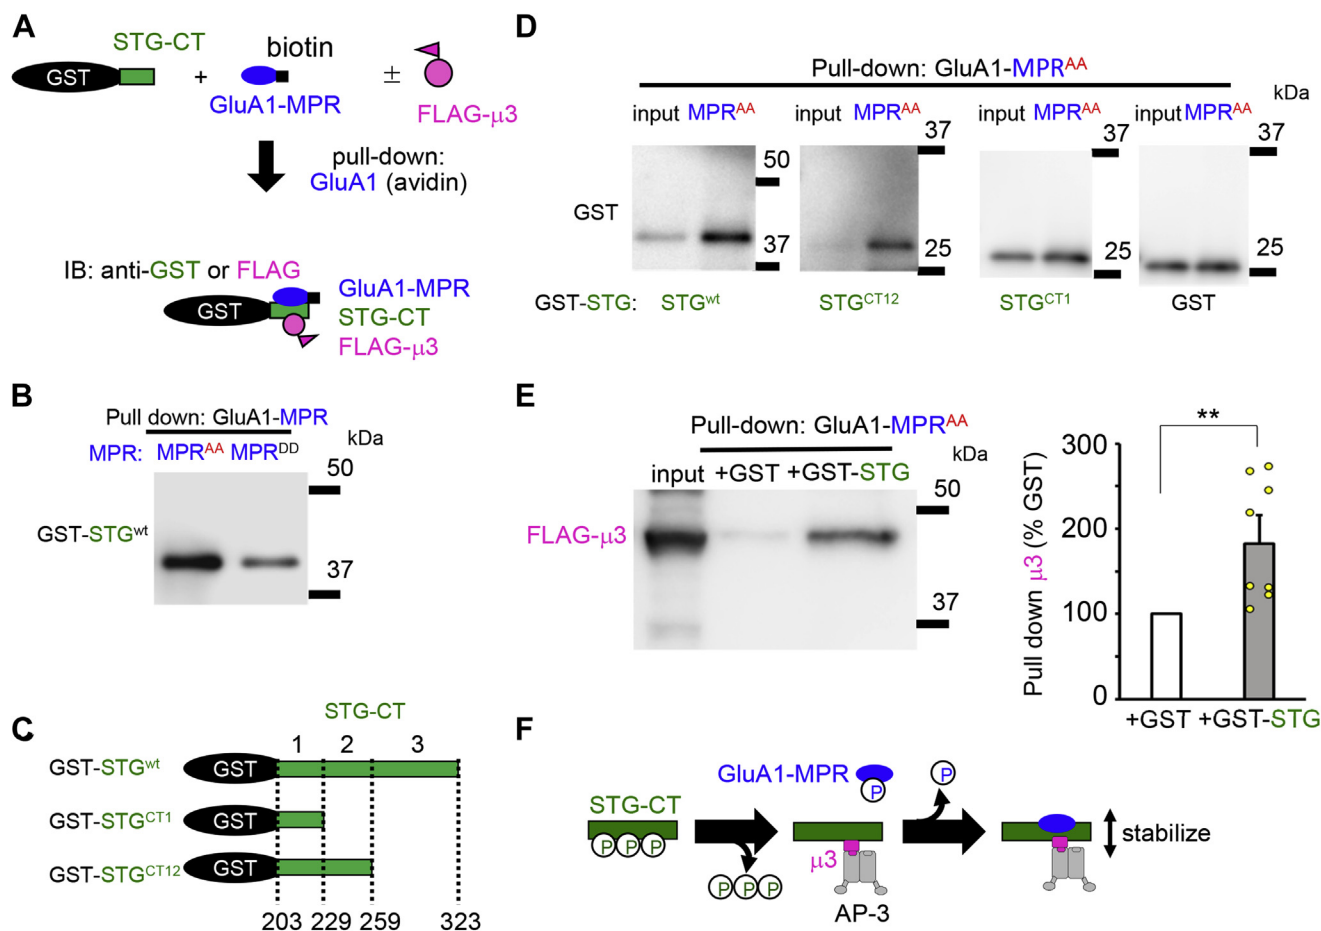 A
STG-CT
biotin
GST
+
±
GluA1-MPR
FLAG-μ3
pull-down:
GluA1 (avidin)
IB: anti-GST or FLAG
GluA1-MPR
GST
STG-CT
FLAG-μ3
B
Pull down: GluA1-MPR
MPR: MPRAA MPRDD
kDa
50
GST-STGwt
37
C
STG-CT
1 2 3
GST-STGwt
GST
GST-STGCT1
GST
GST-STGCT12
GST
203 229 259 323
D
Pull-down: GluA1-MPRAA
kDa
input MPRAA
input MPRAA
input MPRAA
input MPRAA
50
37
37
37
GST
37
25
25
25
GST-STG: STGwt STGCT12 STGCT1 GST
E
Pull-down: GluA1-MPRAA
kDa
input +GST +GST-STG
50
FLAG-μ3
37
**
Pull down μ3 (% GST)
300
200
100
0
+GST +GST-STG
F
GluA1-MPR
P
P
STG-CT
P P P
μ3
stabilize
P P P
AP-3